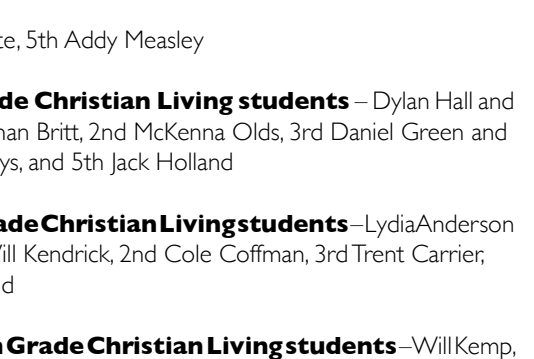 te, 5th Addy Measley
de Christian Living students – Dylan Hall and
nan Britt, 2nd McKenna Olds, 3rd Daniel Green and
ys, and 5th Jack Holland
ade Christian Living students – Lydia Anderson
Will Kendrick, 2nd Cole Coffman, 3rd Trent Carrier,
d
Grade Christian Living students – Will Kemp,